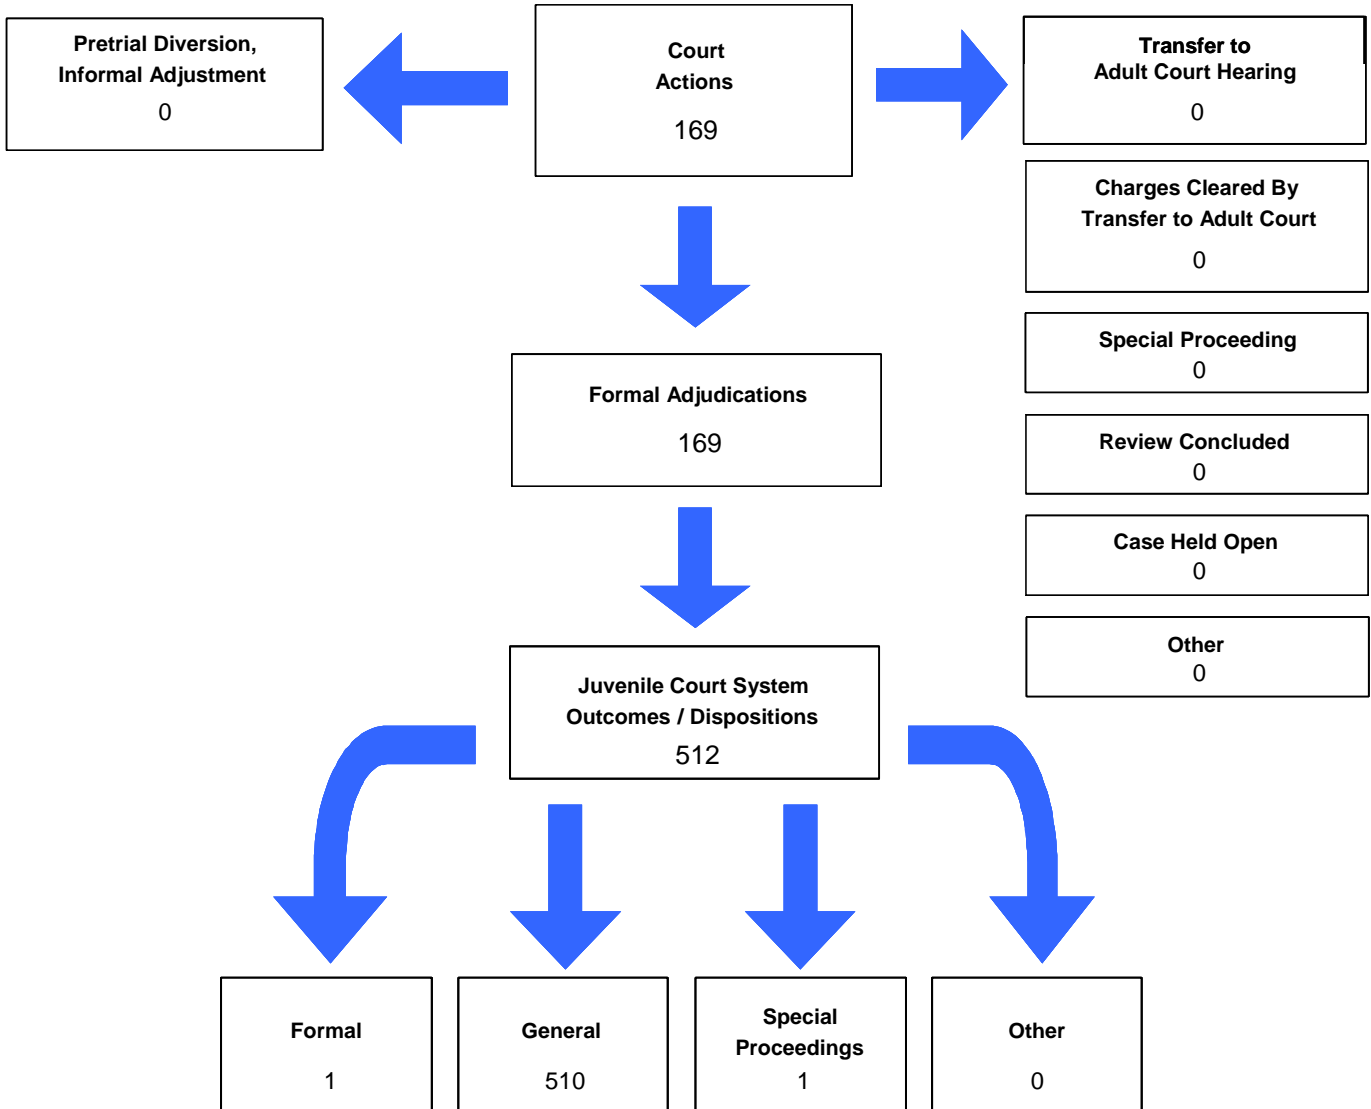 Pretrial Diversion,
Informal Adjustment
0
Court
Actions
169
Transfer to
Adult Court Hearing
0
Charges Cleared By
Transfer to Adult Court
0
Special Proceeding
0
Review Concluded
0
Case Held Open
0
Other
0
Formal Adjudications
169
Juvenile Court System
Outcomes / Dispositions
512
Formal
1
General
510
Special
Proceedings
1
Other
0